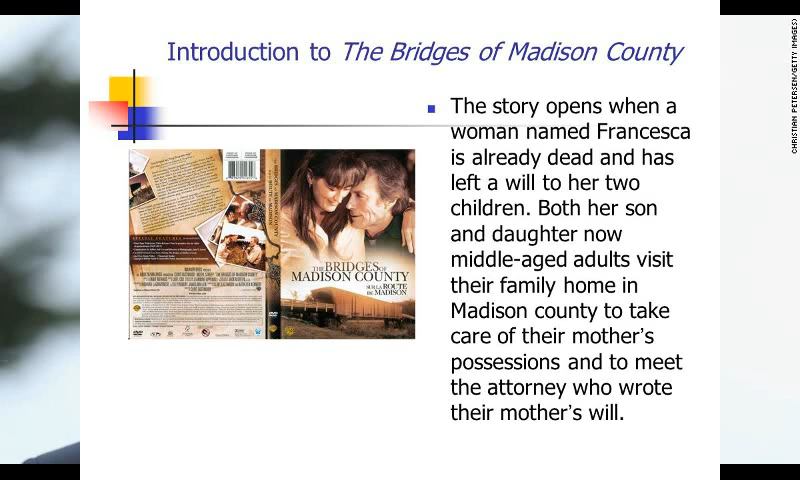 Introduction to The Bridges of Madison County
The story opens when a
woman named Francesca
is already dead and has
left a will to her two
children. Both her son
and daughter now
middle-aged adults visit
their family home in
Madison county to take
care of their mother's
possessions and to meet
the attorney who wrote
their mother's will.
SPECIAL FEATURES
THE BRIDGES OF
MADISON COUNTY
SUR LA ROUTE
DE MADISON
CHRISTIAN PETERSEN/GETTY IMAGES)